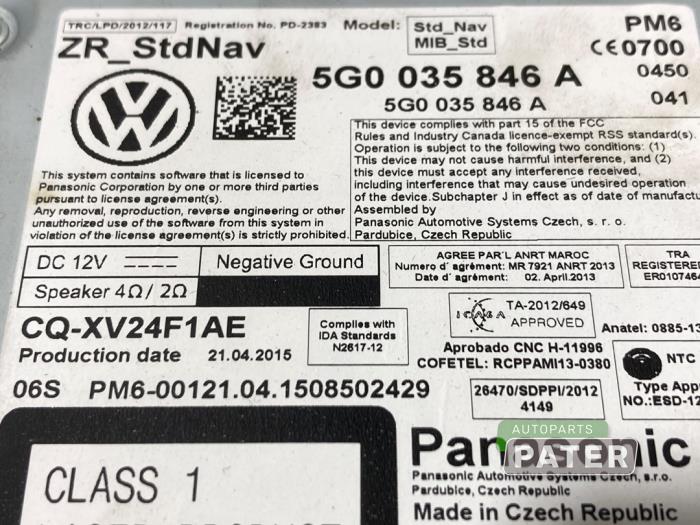 TRC/LPD/2012/117 Registration No. PD-2383 Model: Std_Nav PM6
ZR_StdNav MIB_Std CE0700
5G0 035 846 A 0450
5G0 035 846 A 041
This device complies with part 15 of the FCC
Rules and Industry Canada licence-exempt RSS standard(s).
Operation is subject to the following two conditions: (1)
This device may not cause harmful interference, and (2)
this device must accept any interference received,
including interference that may cause undesired operation
of the device.Subchapter J in effect as of date of manufactu
Assembled by
Panasonic Automotive Systems Czech, s. r. o.
Pardubice, Czech Republic
This system contains software that is licensed to
Panasonic Corporation by one or more third parties
pursuant to license agreement(s).
Any removal, reproduction, reverse engineering or other
unauthorized use of the software from this system in
violation of the license agreement(s) is strictly prohibited.
DC 12V Negative Ground
Speaker 4Ω/ 2Ω
AGREE PAR'L ANRT MAROC
Numero d' agrément: MR 7921 ANRT 2013
Date d' agrément: 02. April.2013
TRA
REGISTERE
ER010746
CQ-XV24F1AE
Production date 21.04.2015
Complies with
IDA Standards
N2617-12
TA-2012/649
APPROVED
Anatel: 0885-13
Aprobado CNC H-11996
COFETEL: RCPPAMI13-0380
NTC
Type App
NO.:ESD-12
06S PM6-00121.04.1508502429
26470/SDPPI/2012
4149
CLASS 1
Panasonic
AUTOPARTS
PATER
Panasonic Automotive Systems Czech, s.r.o.
Pardubice, Czech Republic
Made in Czech Republic